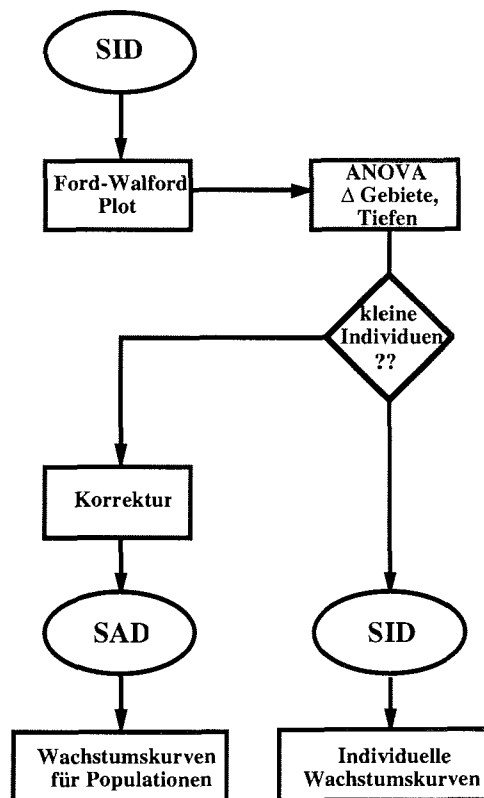 SID
Ford-Walford
Plot
ANOVA
Δ Gebiete,
Tiefen
kleine
Individuen
??
Korrektur
SAD
SID
Wachstumskurven
für Populationen
Individuelle
Wachstumskurven